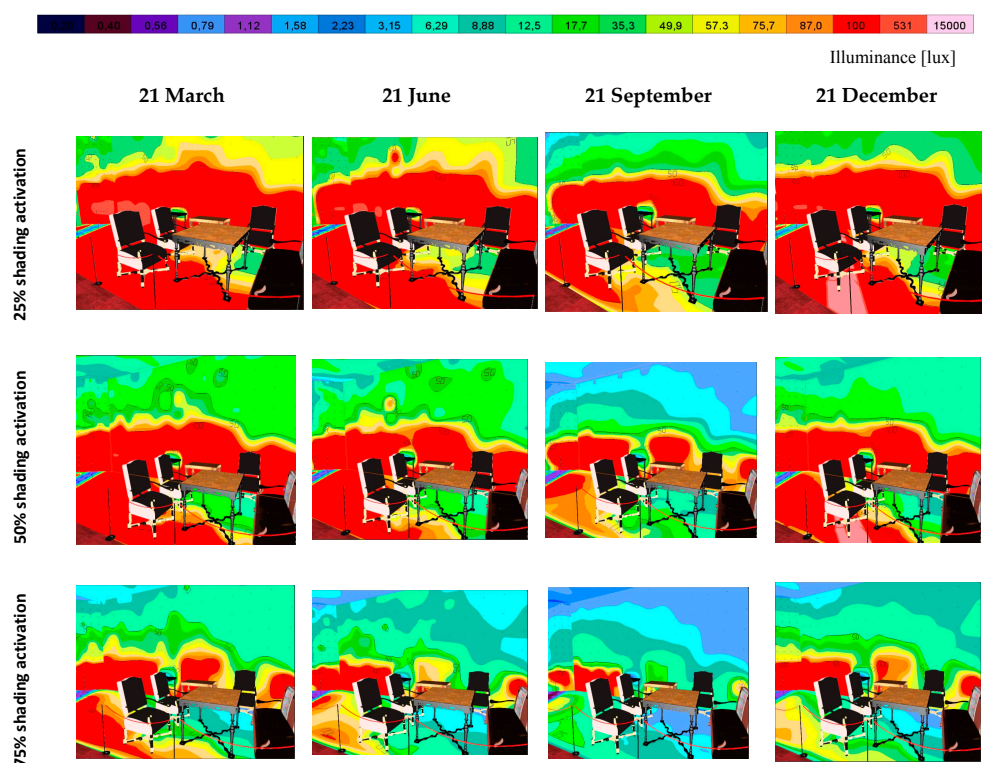 0,28 0,40 0,56 0,79 1,12 1,58 2,23 3,15 6,29 8,88 12,5 17,7 35,3 49,9 57.3 75,7 87,0 100 531 15000
Illuminance [lux]
21 March 21 June 21 September 21 December
25% shading activation
50% shading activation
75% shading activation